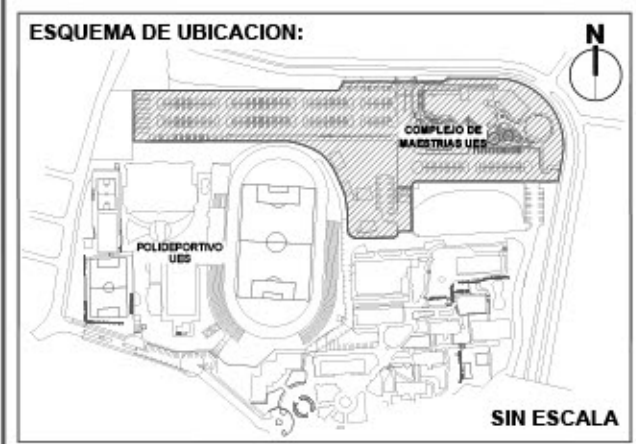 ESQUEMA DE UBICACION:
N
COMPLEJO DE
MAESTRIAS UES
POLIDEPORTIVO
UES
SIN ESCALA